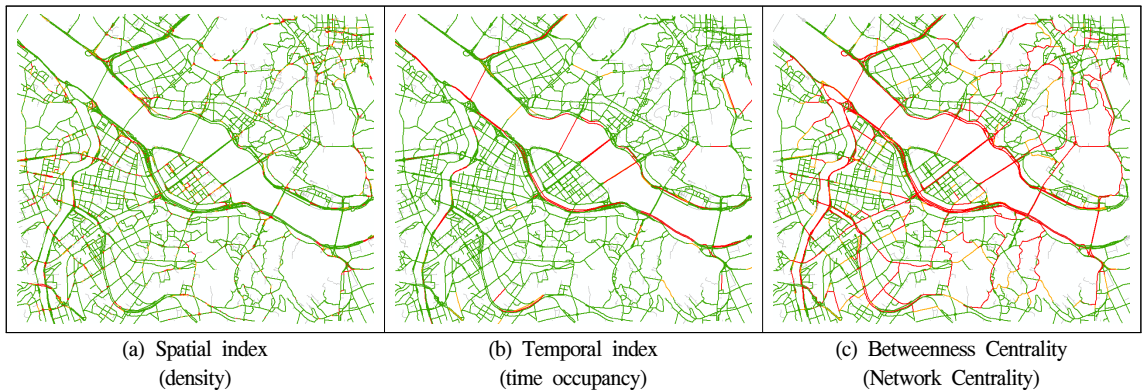 (a) Spatial index
(density)
(b) Temporal index
(time occupancy)
(c) Betweenness Centrality
(Network Centrality)